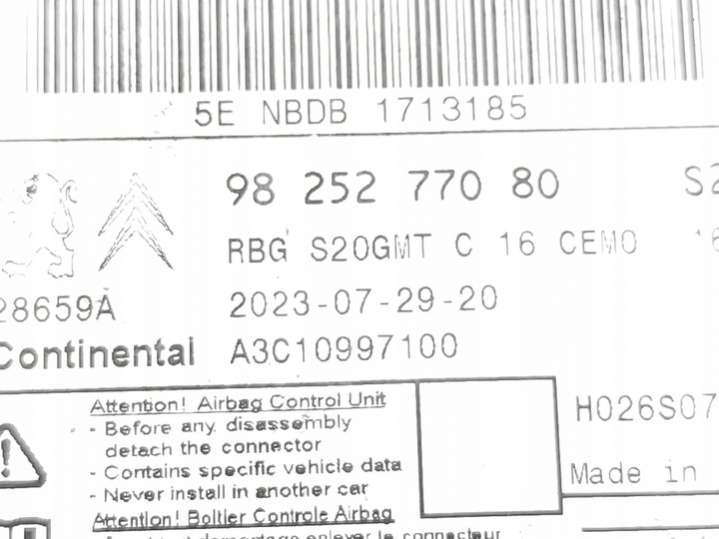 5E NBDB 1713185
98 252 770 80
RBG S20GMT C 16 CEM0
28659A
2023-07-29-20
Continental A3C10997100
Attention! Airbag Control Unit
- Before any disassembly
detach the connector
- Contains specific vehicle data
- Never install in another car
H026S07
Made in
Attention! Boîtier Controle Airbag